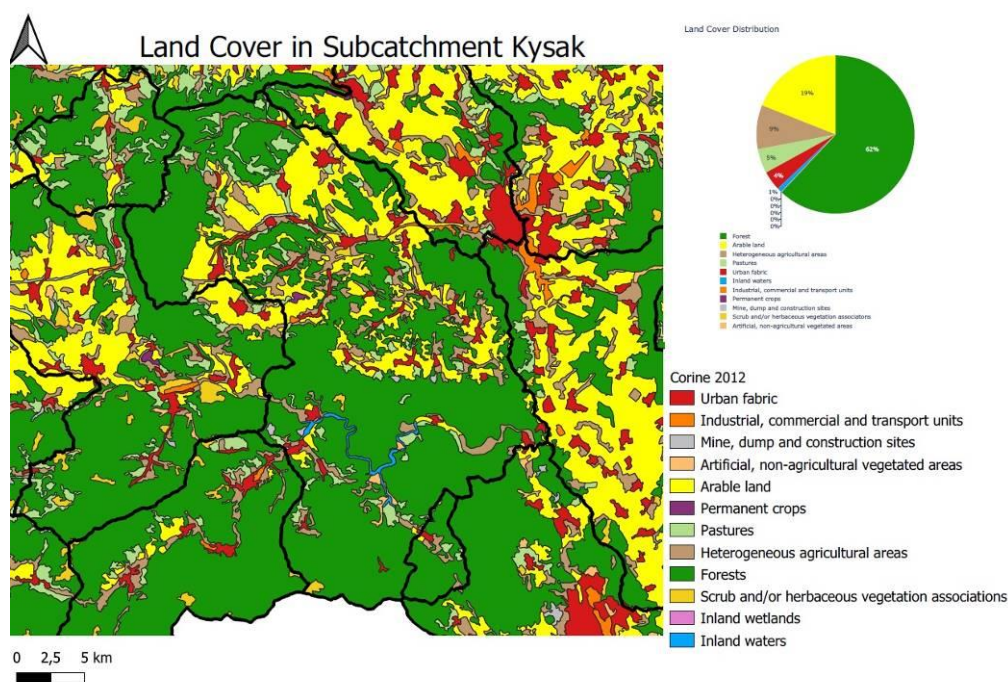 Land Cover in Subcatchment Kysak
Land Cover Distribution
19%
9%
5%
4%
62%
1%
0%
0%
0%
0%
0%
Forest
Arable land
Heterogeneous agricultural areas
Pastures
Urban fabric
Inland waters
Industrial, commercial and transport units
Permanent crops
Mine, dump and construction sites
Scrub and/or herbaceous vegetation associatons
Artificial, non-agricultural vegetated areas
Corine 2012
Urban fabric
Industrial, commercial and transport units
Mine, dump and construction sites
Artificial, non-agricultural vegetated areas
Arable land
Permanent crops
Pastures
Heterogeneous agricultural areas
Forests
Scrub and/or herbaceous vegetation associations
Inland wetlands
Inland waters
0 2,5 5 km